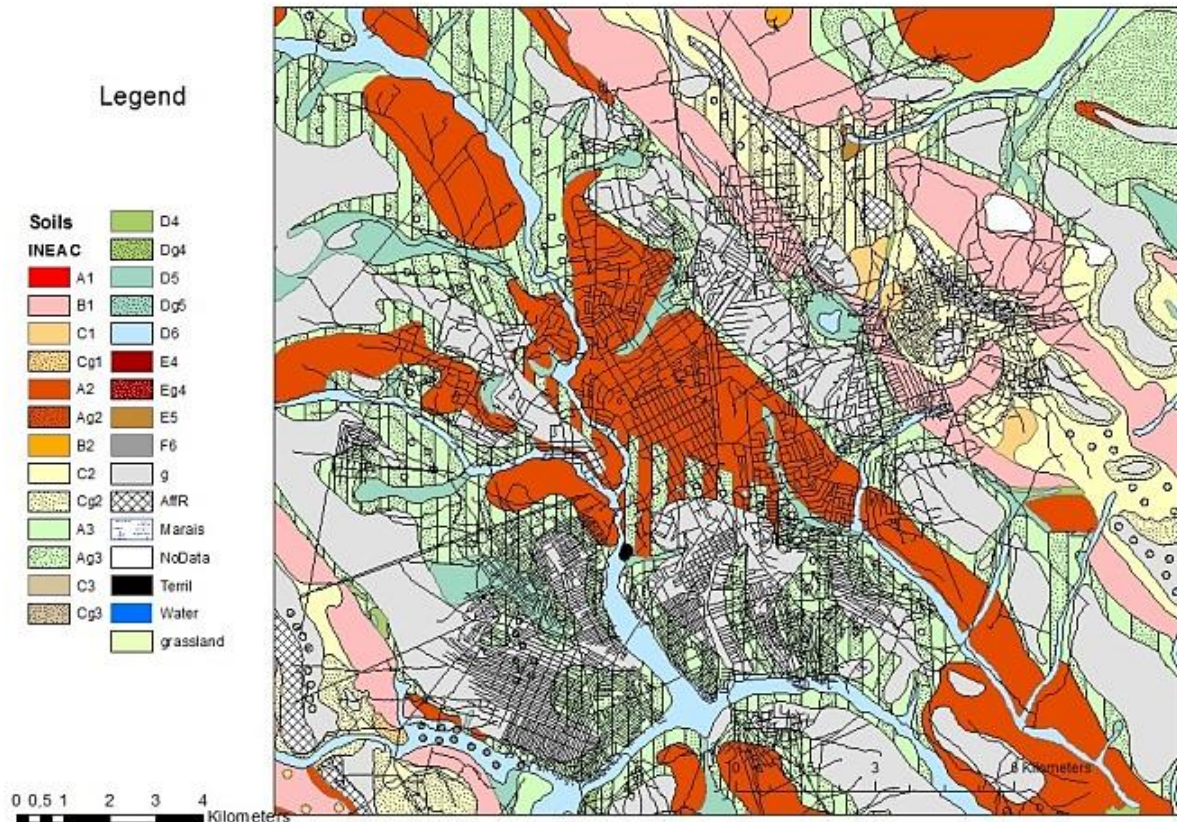 Legend
Soils
INEAC
A1
B1
C1
Cg1
A2
Ag2
B2
C2
Cg2
A3
Ag3
C3
Cg3
D4
Dg4
D5
Dg5
D6
E4
Eg4
E5
F6
g
AffR
Marais
NoData
Terril
Water
grassland
0 3 6 Kilometers
0 0,5 1 2 3 4
Kilometers